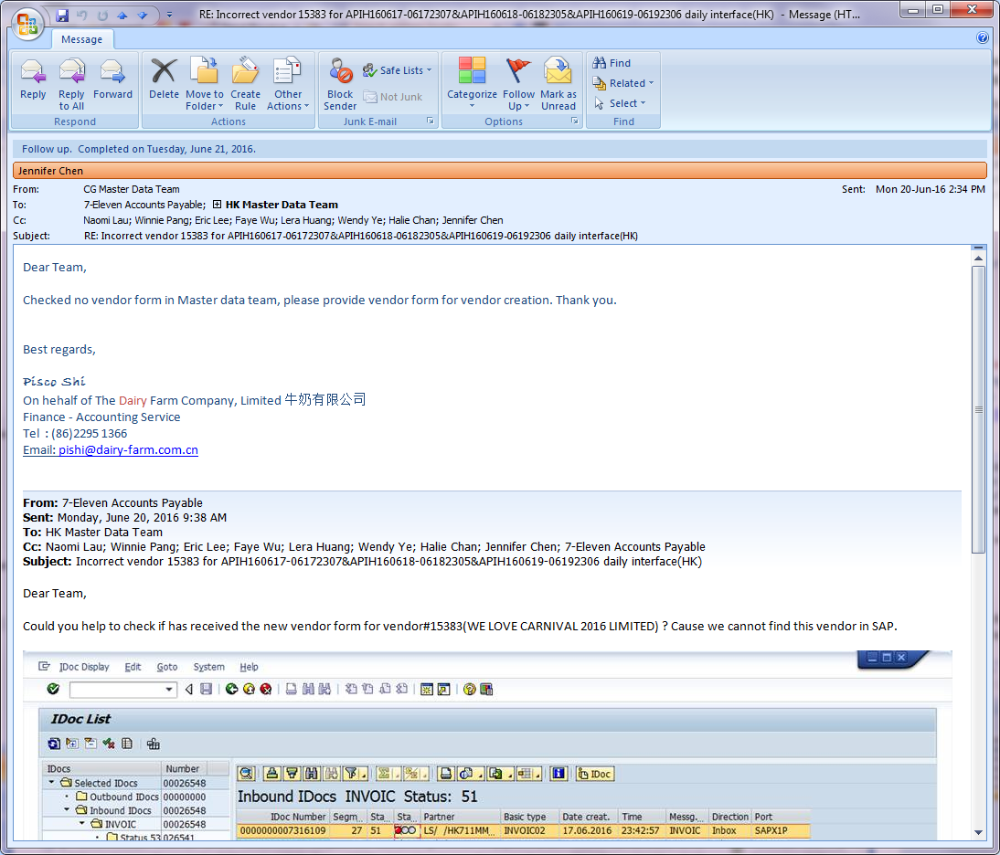 RE: Incorrect vendor 15383 for APIH160617-06172307&APIH160618-06182305&APIH160619-06192306 daily interface(HK) - Message (HT...
Message
Reply
Reply to All
Forward
Delete
Move to Folder
Create Rule
Other Actions
Block Sender
Safe Lists
Not Junk
Categorize
Follow Up
Mark as Unread
Find
Related
Select
Respond
Actions
Junk E-mail
Options
Find
Follow up. Completed on Tuesday, June 21, 2016.
Jennifer Chen
From: CG Master Data Team
Sent: Mon 20-Jun-16 2:34 PM
To: 7-Eleven Accounts Payable; HK Master Data Team
Cc: Naomi Lau; Winnie Pang; Eric Lee; Faye Wu; Lera Huang; Wendy Ye; Halie Chan; Jennifer Chen
Subject: RE: Incorrect vendor 15383 for APIH160617-06172307&APIH160618-06182305&APIH160619-06192306 daily interface(HK)
Dear Team,
Checked no vendor form in Master data team, please provide vendor form for vendor creation. Thank you.
Best regards,
Pisco Shi
On hehalf of The Dairy Farm Company, Limited 牛奶有限公司
Finance - Accounting Service
Tel : (86)2295 1366
Email: pishi@dairy-farm.com.cn
From: 7-Eleven Accounts Payable
Sent: Monday, June 20, 2016 9:38 AM
To: HK Master Data Team
Cc: Naomi Lau; Winnie Pang; Eric Lee; Faye Wu; Lera Huang; Wendy Ye; Halie Chan; Jennifer Chen; 7-Eleven Accounts Payable
Subject: Incorrect vendor 15383 for APIH160617-06172307&APIH160618-06182305&APIH160619-06192306 daily interface(HK)
Dear Team,
Could you help to check if has received the new vendor form for vendor#15383(WE LOVE CARNIVAL 2016 LIMITED) ? Cause we cannot find this vendor in SAP.
IDoc Display Edit Goto System Help
IDoc List
IDocs Number
Selected IDocs 00026548
Outbound IDocs 00000000
Inbound IDocs 00026548
INVOIC 00026548
Status 53 026541
IDoc
Inbound IDocs INVOIC Status: 51
IDoc Number Segm... Sta... Sta... Partner Basic type Date creat. Time Messg... Direction Port
0000000007316109 27 51 LS/ /HK711MM... INVOIC02 17.06.2016 23:42:57 INVOIC Inbox SAPX1P